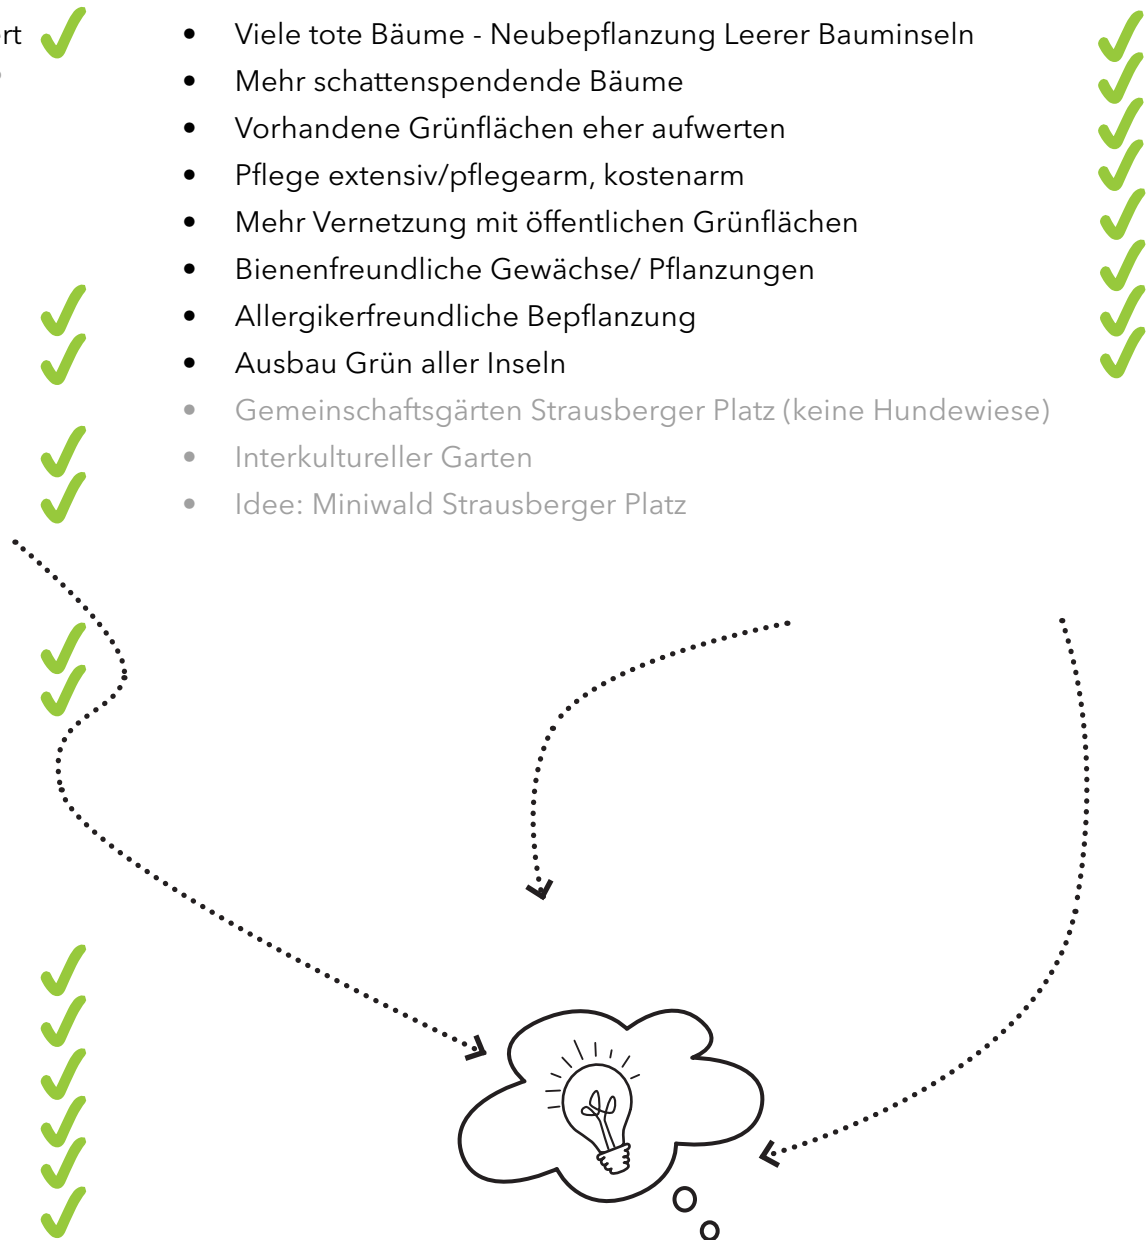 rt
• Viele tote Bäume - Neubepflanzung Leerer Bauminseln
• Mehr schattenspendende Bäume
• Vorhandene Grünflächen eher aufwerten
• Pflege extensiv/pflegearm, kostenarm
• Mehr Vernetzung mit öffentlichen Grünflächen
• Bienenfreundliche Gewächse/ Pflanzungen
• Allergikerfreundliche Bepflanzung
• Ausbau Grün aller Inseln
• Gemeinschaftsgärten Strausberger Platz (keine Hundewiese)
• Interkultureller Garten
• Idee: Miniwald Strausberger Platz